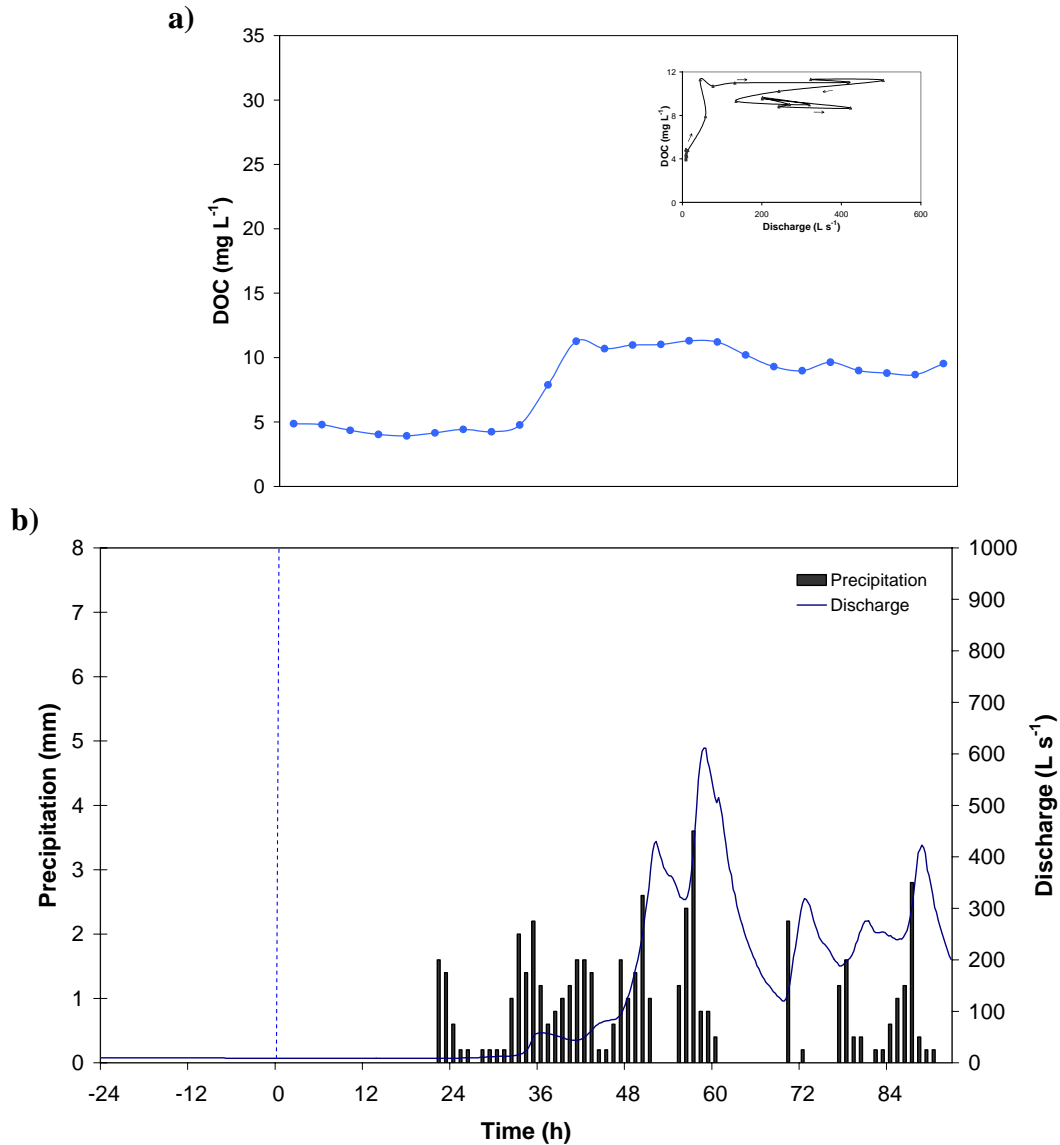 a)
35
30
25
20
15
10
5
0
DOC (mg L-1)
12
8
4
0
DOC (mg L-1)
0 200 400 600
Discharge (L s-1)
b)
8
7
6
5
4
3
2
1
0
Precipitation (mm)
Precipitation
Discharge
1000
900
800
700
600
500
400
300
200
100
0
Discharge (L s-1)
-24 -12 0 12 24 36 48 60 72 84
Time (h)